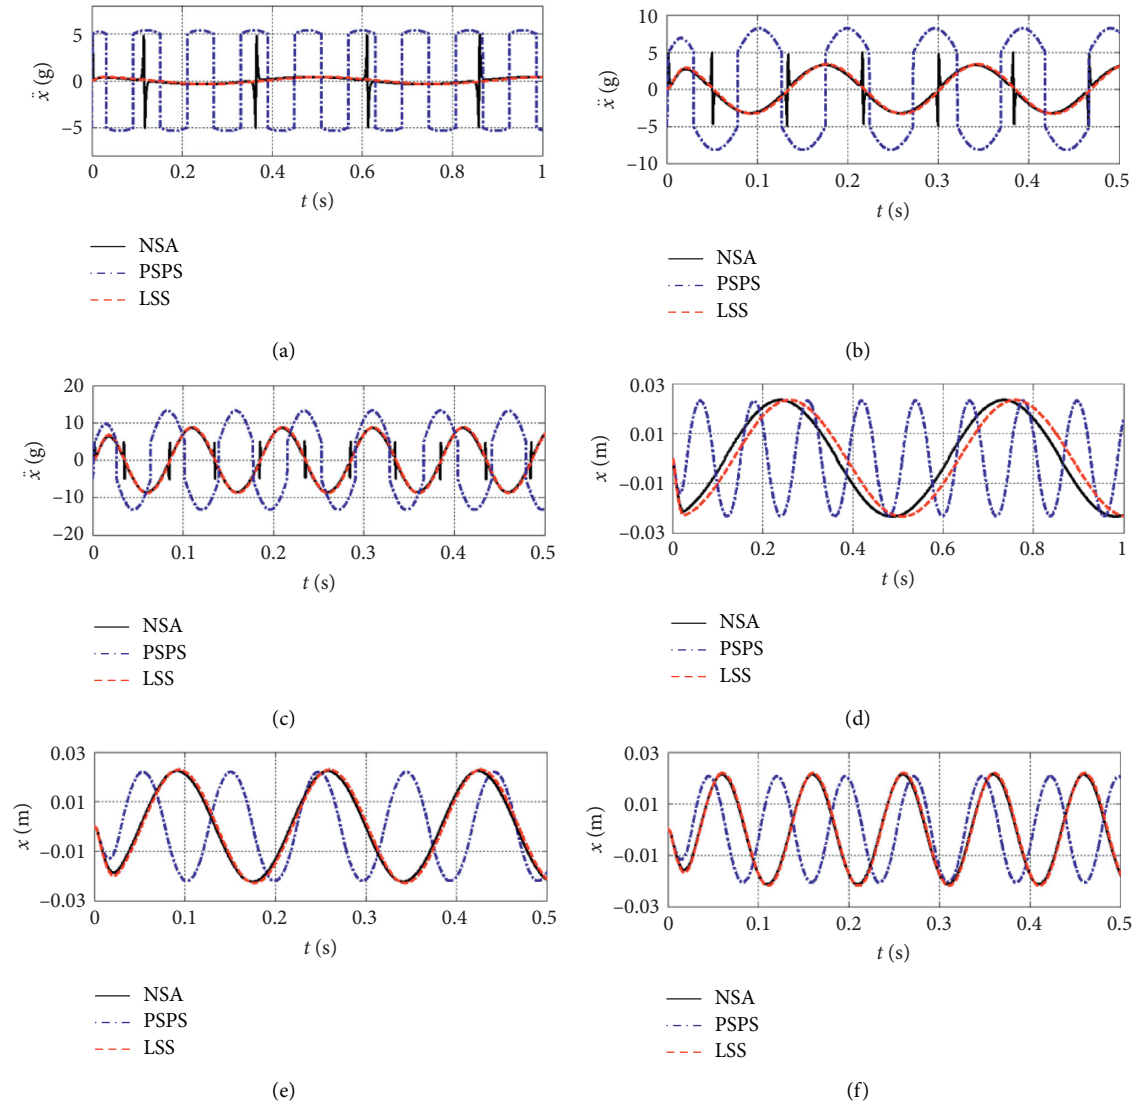 5
0
−5
ẍ (g)
0 0.2 0.4 0.6 0.8 1
t (s)
NSA
PSPS
LSS
(a)
10
5
0
−5
−10
ẍ (g)
0 0.1 0.2 0.3 0.4 0.5
t (s)
NSA
PSPS
LSS
(b)
20
10
0
−10
−20
ẍ (g)
0 0.1 0.2 0.3 0.4 0.5
t (s)
NSA
PSPS
LSS
(c)
0.03
0.01
−0.01
−0.03
x (m)
0 0.2 0.4 0.6 0.8 1
t (s)
NSA
PSPS
LSS
(d)
0.03
0.01
−0.01
−0.03
x (m)
0 0.1 0.2 0.3 0.4 0.5
t (s)
NSA
PSPS
LSS
(e)
0.03
0.01
−0.01
−0.03
x (m)
0 0.1 0.2 0.3 0.4 0.5
t (s)
NSA
PSPS
LSS
(f)